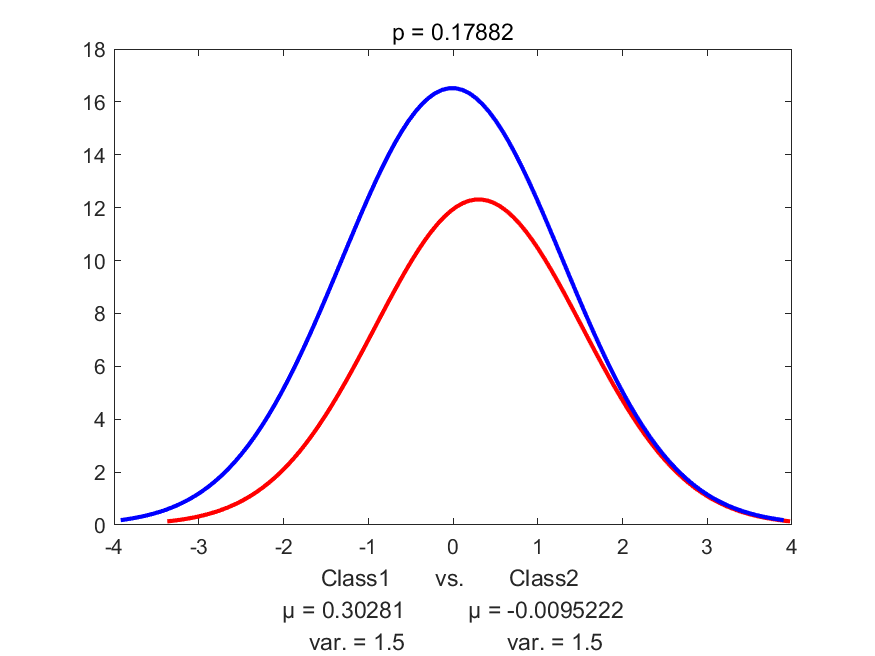 p = 0.17882
18
16
14
12
10
8
6
4
2
0
-4 -3 -2 -1 0 1 2 3 4
Class1 vs. Class2
μ = 0.30281 μ = -0.0095222
var. = 1.5 var. = 1.5